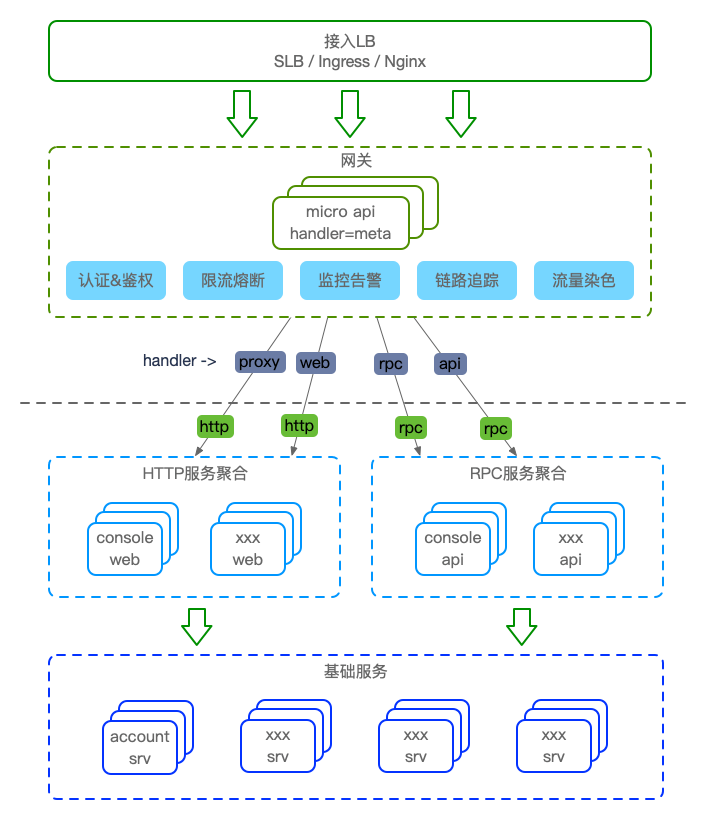 接入LB
SLB / Ingress / Nginx
网关
micro api
handler=meta
认证&鉴权
限流熔断
监控告警
链路追踪
流量染色
handler ->
proxy
web
rpc
api
http
http
rpc
rpc
HTTP服务聚合
RPC服务聚合
console
web
xxx
web
console
api
xxx
api
基础服务
account
srv
xxx
srv
xxx
srv
xxx
srv